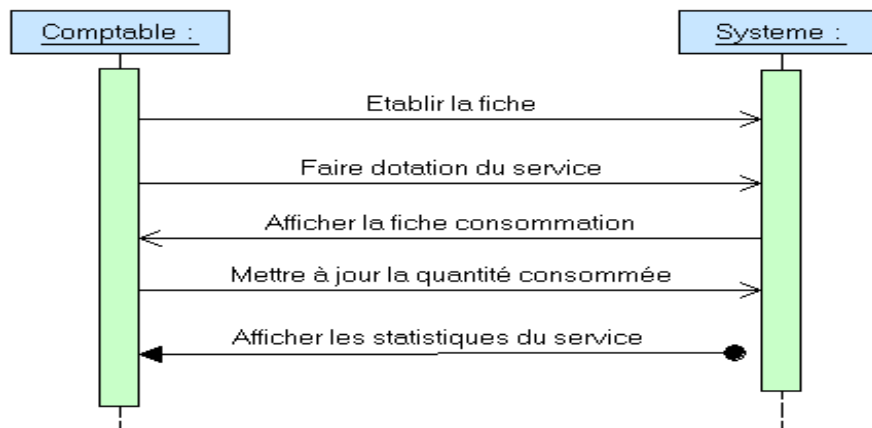 Comptable :
Systeme :
Etablir la fiche
Faire dotation du service
Afficher la fiche consommation
Mettre à jour la quantité consommée
Afficher les statistiques du service